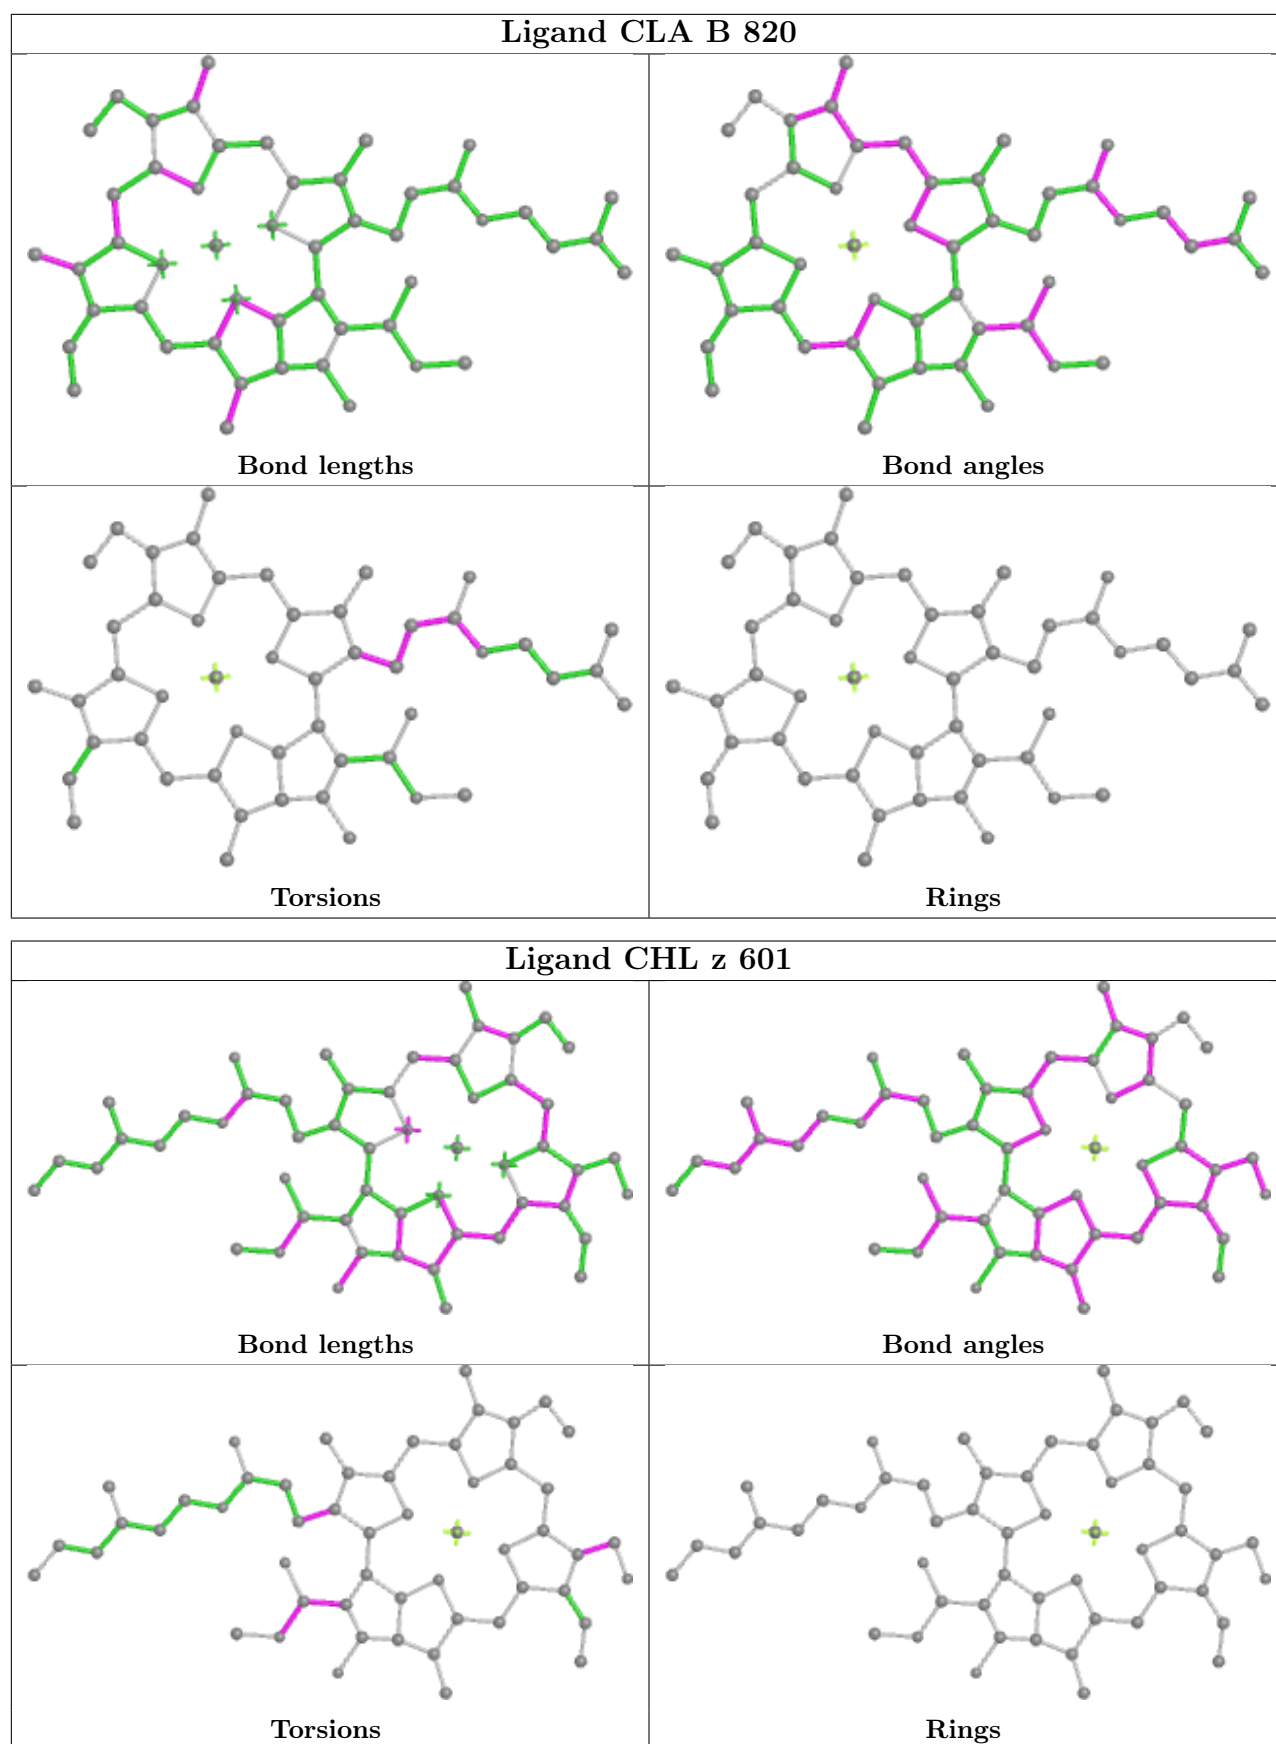 Ligand CLA B 820
Bond lengths
Bond angles
Torsions
Rings
Ligand CHL z 601
Bond lengths
Bond angles
Torsions
Rings